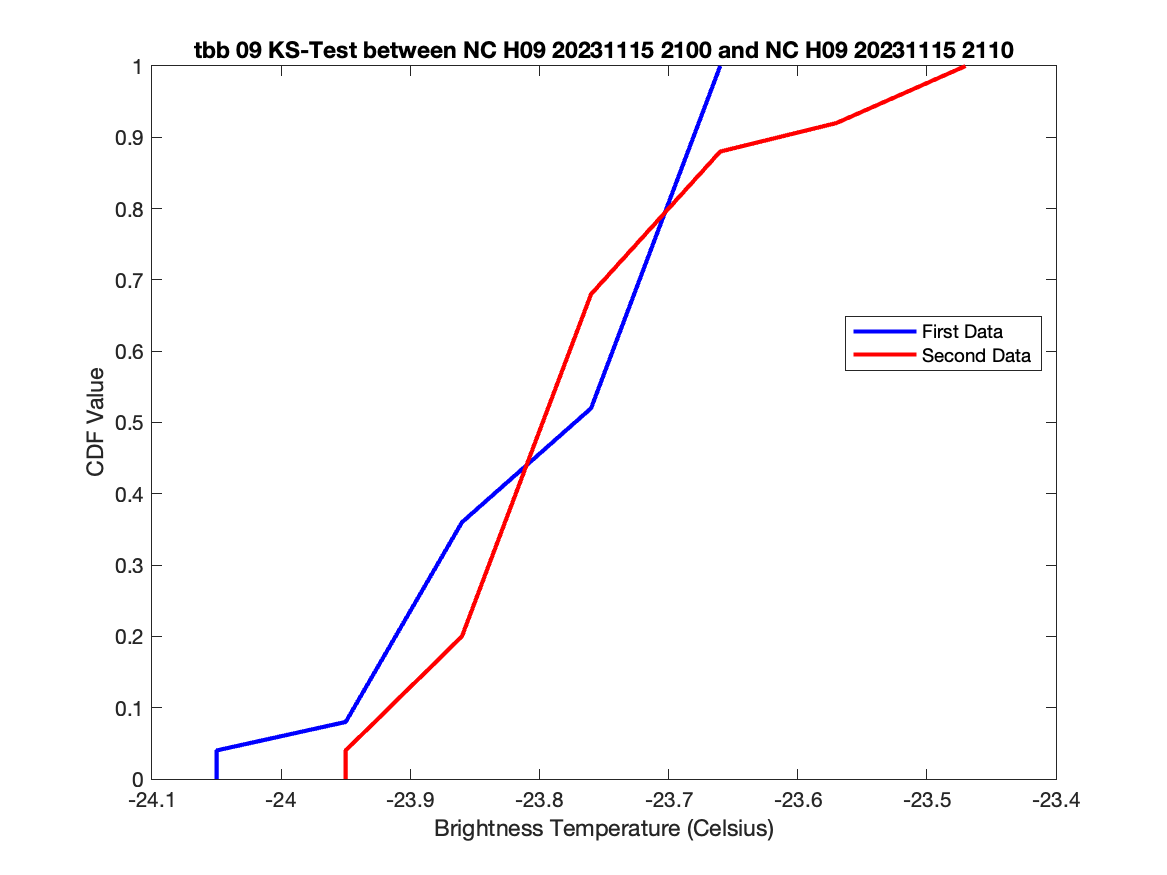 tbb 09 KS-Test between NC H09 20231115 2100 and NC H09 20231115 2110
1
0.9
0.8
0.7
0.6
0.5
0.4
0.3
0.2
0.1
0
CDF Value
First Data
Second Data
-24.1 -24 -23.9 -23.8 -23.7 -23.6 -23.5 -23.4
Brightness Temperature (Celsius)